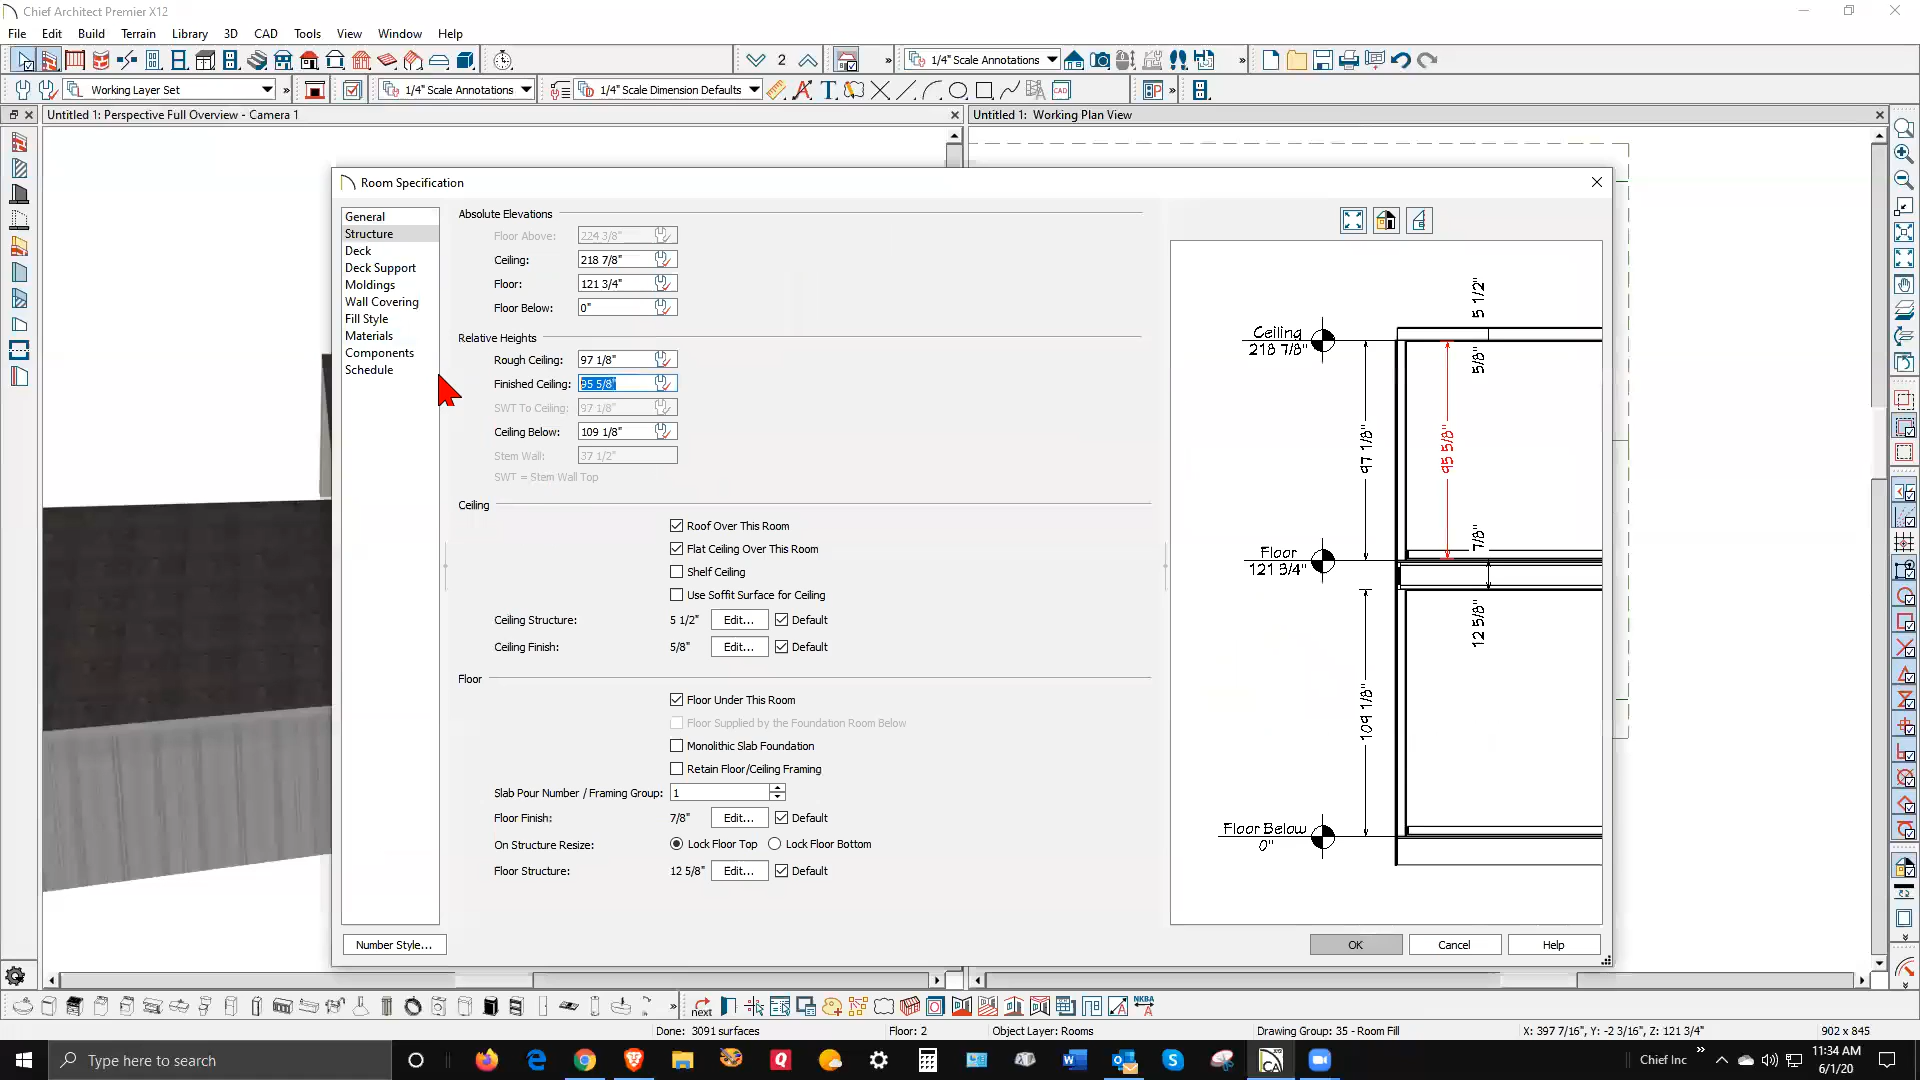 Chief Architect Premier X12
File Edit Build Terrain Library 3D CAD Tools View Window Help
2 » 1/4" Scale Annotations »
Working Layer Set » 1/4" Scale Annotations 1/4" Scale Dimension Defaults T CAD »
Untitled 1: Perspective Full Overview - Camera 1
Untitled 1: Working Plan View
Room Specification
General
Structure
Deck
Deck Support
Moldings
Wall Covering
Fill Style
Materials
Components
Schedule
Absolute Elevations
Floor Above: 224 3/8"
Ceiling: 218 7/8"
Floor: 121 3/4"
Floor Below: 0"
Relative Heights
Rough Ceiling: 97 1/8"
Finished Ceiling: 95 5/8"
SWT To Ceiling: 97 1/8"
Ceiling Below: 109 1/8"
Stem Wall: 37 1/2"
SWT = Stem Wall Top
Ceiling
Roof Over This Room
Flat Ceiling Over This Room
Shelf Ceiling
Use Soffit Surface for Ceiling
Ceiling Structure: 5 1/2" Edit... Default
Ceiling Finish: 5/8" Edit... Default
Floor
Floor Under This Room
Floor Supplied by the Foundation Room Below
Monolithic Slab Foundation
Retain Floor/Ceiling Framing
Slab Pour Number / Framing Group: 1
Floor Finish: 7/8" Edit... Default
On Structure Resize: Lock Floor Top Lock Floor Bottom
Floor Structure: 12 5/8" Edit... Default
5 1/2"
Ceiling
218 7/8"
5/8"
97 1/8"
95 5/8"
7/8"
Floor
121 3/4"
12 5/8"
109 1/8"
Floor Below
0"
Number Style...
OK Cancel Help
next NKBA
Done: 3091 surfaces Floor: 2 Object Layer: Rooms Drawing Group: 35 - Room Fill X: 397 7/16", Y: -2 3/16", Z: 121 3/4" 902 x 845
Type here to search
Chief Inc »
11:34 AM
6/1/20